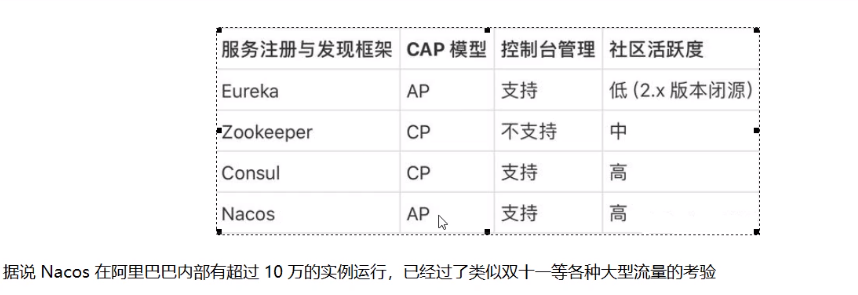 服务注册与发现框架 CAP 模型 控制台管理 社区活跃度
Eureka AP 支持 低 (2.x 版本闭源)
Zookeeper CP 不支持 中
Consul CP 支持 高
Nacos AP 支持 高
据说 Nacos 在阿里巴巴内部有超过 10 万的实例运行，已经过了类似双十一等各种大型流量的考验